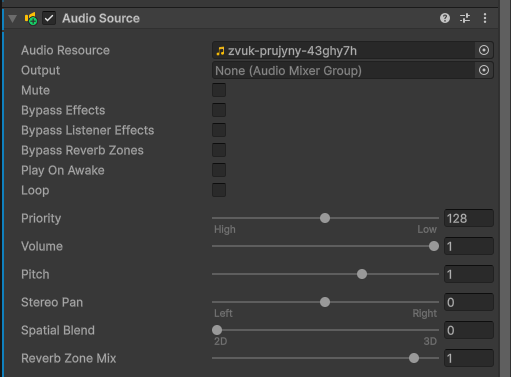 Audio Source
Audio Resource zvuk-prujyny-43ghy7h
Output None (Audio Mixer Group)
Mute
Bypass Effects
Bypass Listener Effects
Bypass Reverb Zones
Play On Awake
Loop
Priority 128
High Low
Volume 1
Pitch 1
Stereo Pan 0
Left Right
Spatial Blend 0
2D 3D
Reverb Zone Mix 1